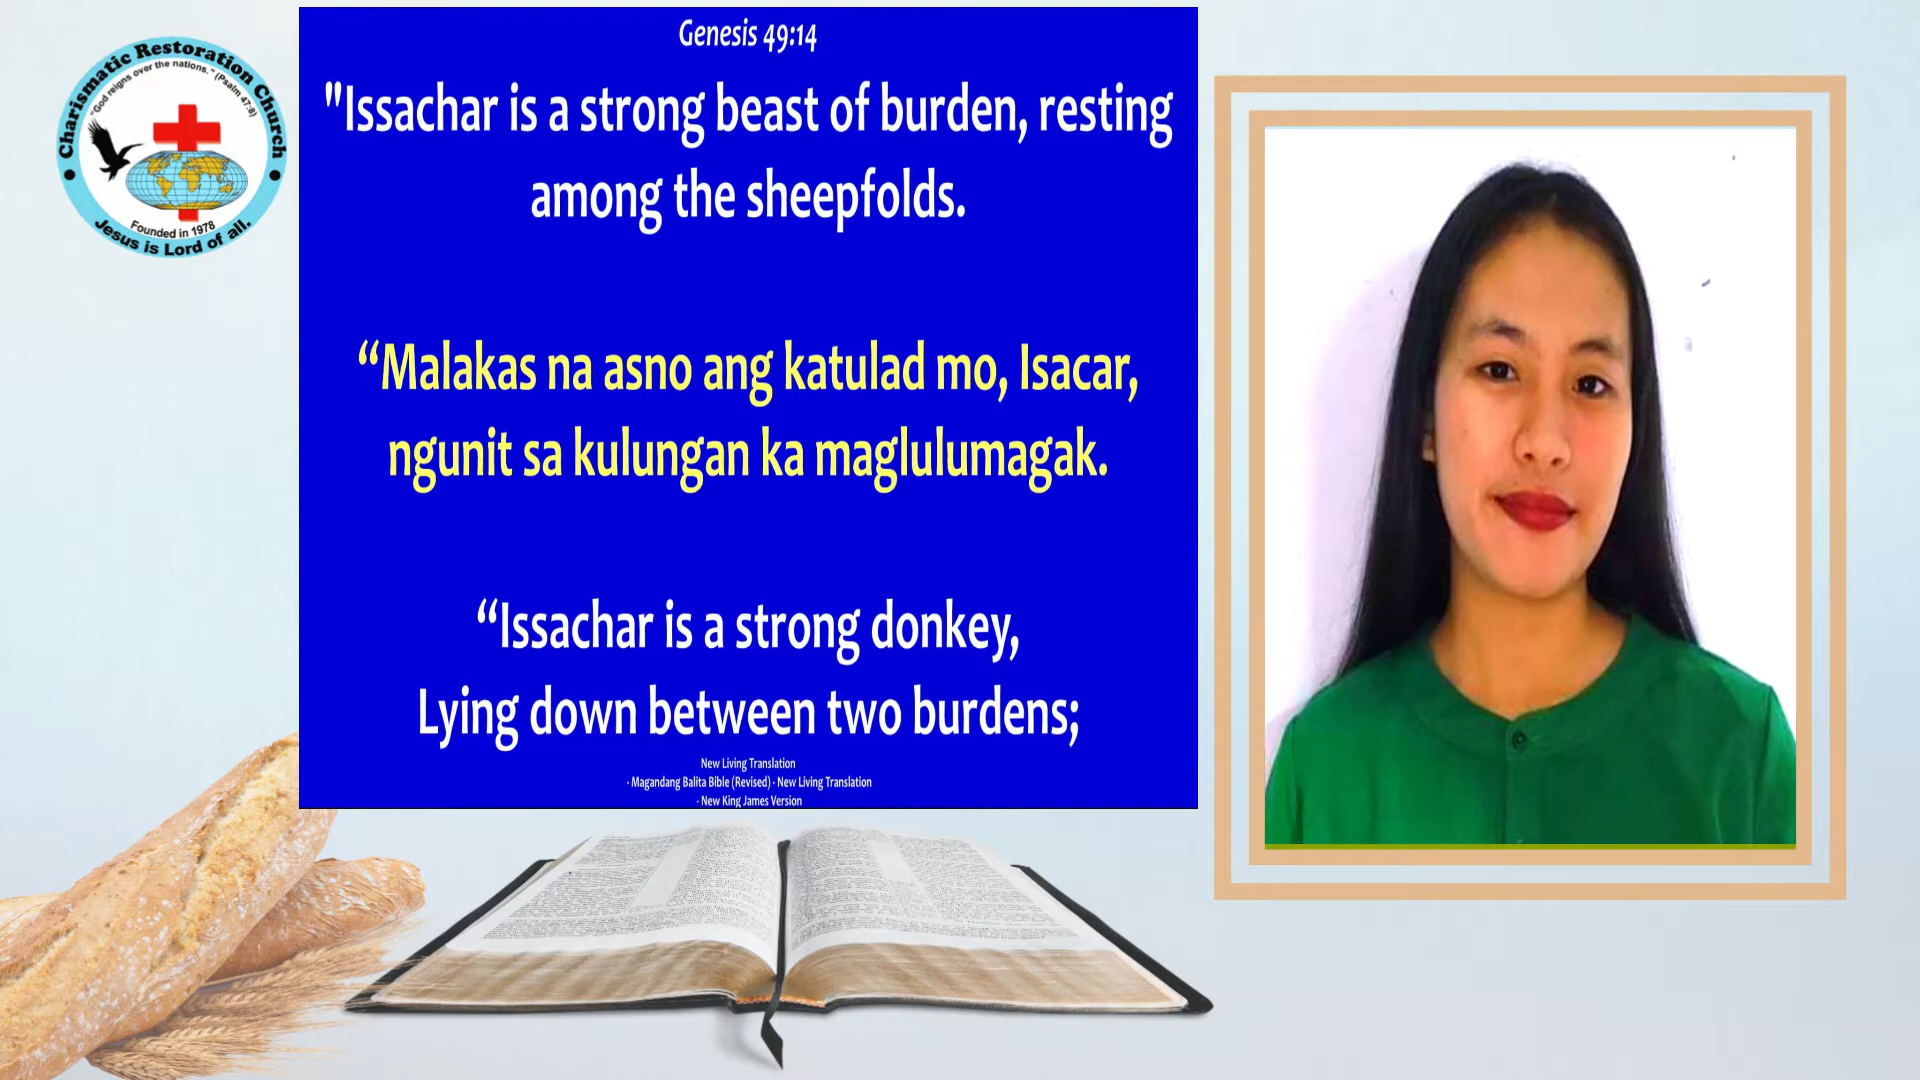 Charismatic Restoration Church
"God reigns over the nations." (Psalm 47:8)
Founded in 1978
Jesus is Lord of all.
Genesis 49:14
"Issachar is a strong beast of burden, resting
among the sheepfolds.
“Malakas na asno ang katulad mo, Isacar,
ngunit sa kulungan ka maglulumagak.
“Issachar is a strong donkey,
Lying down between two burdens;
New Living Translation
- Magandang Balita Bible (Revised) - New Living Translation
- New King James Version